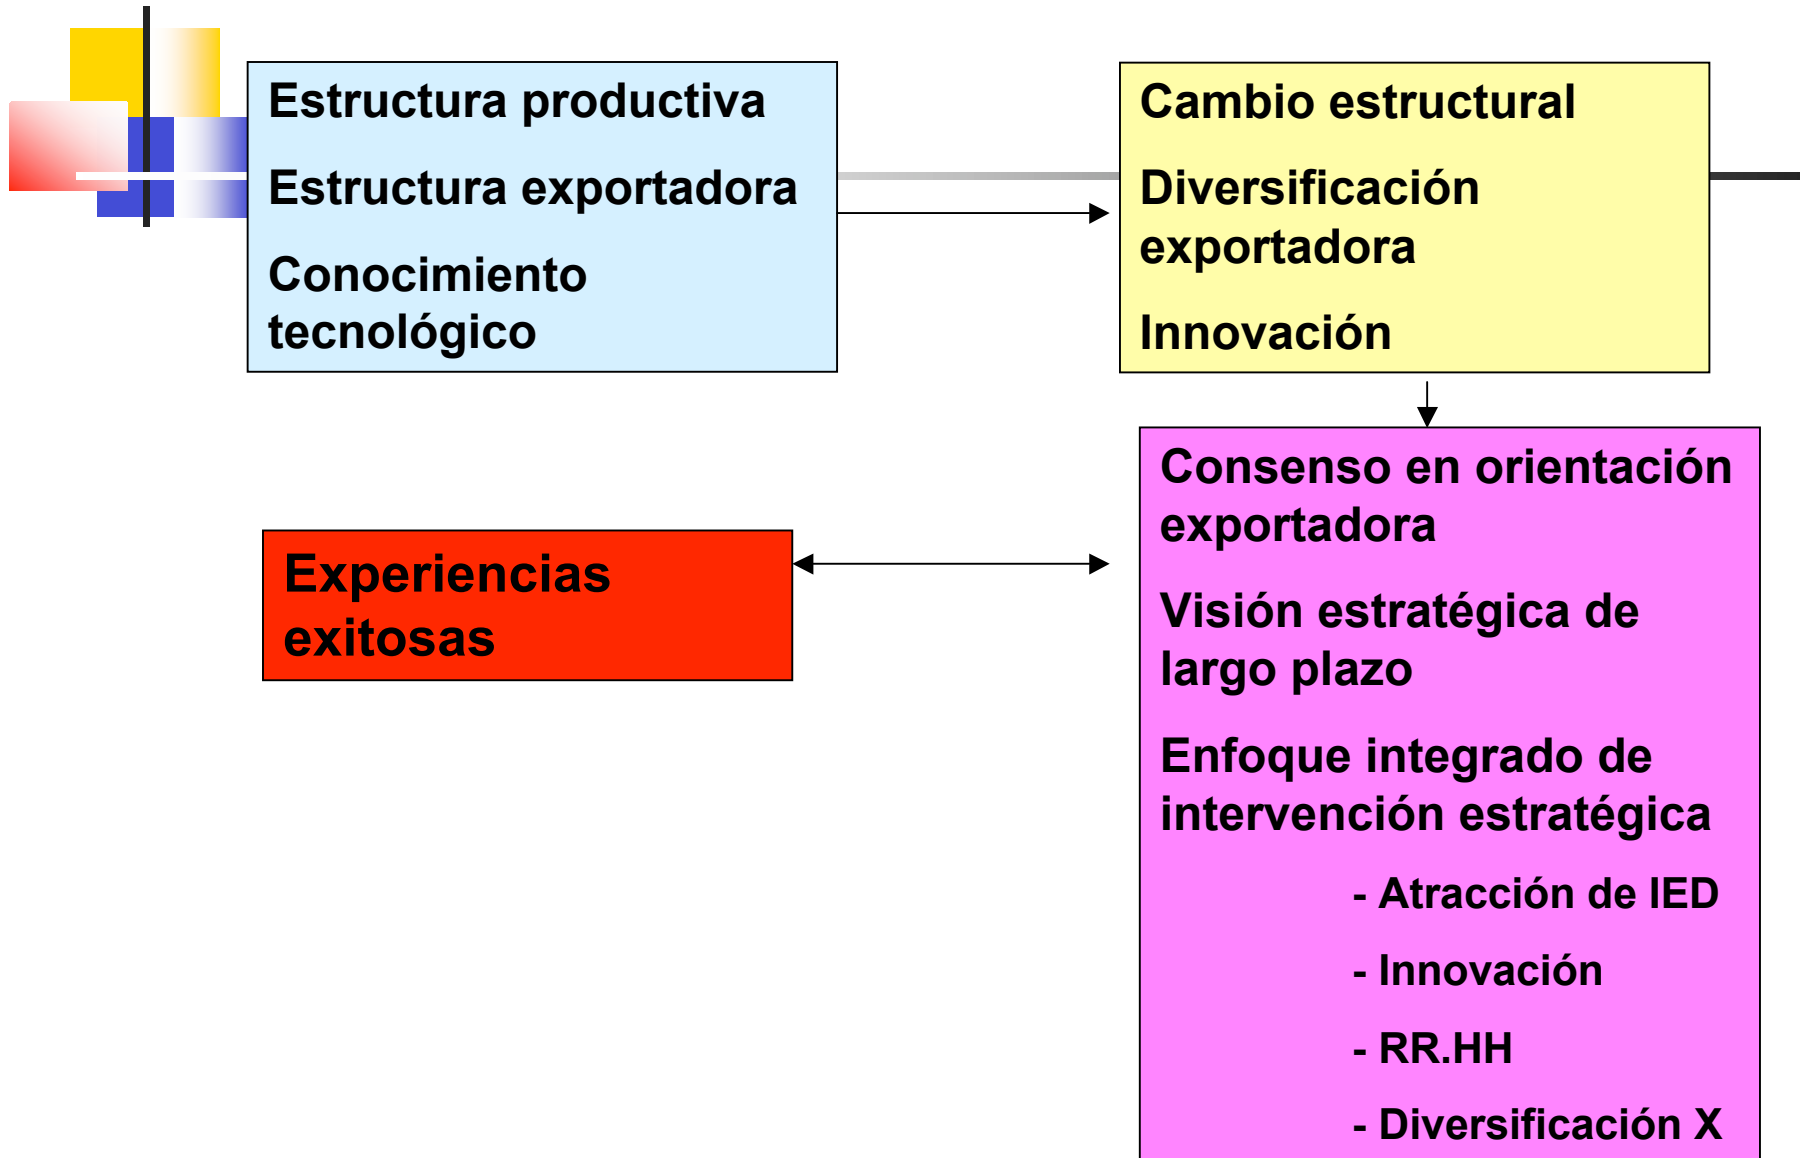 Estructura productiva
Estructura exportadora
Conocimiento
tecnológico
Cambio estructural
Diversificación
exportadora
Innovación
Experiencias
exitosas
Consenso en orientación
exportadora
Visión estratégica de
largo plazo
Enfoque integrado de
intervención estratégica
- Atracción de IED
- Innovación
- RR.HH
- Diversificación X